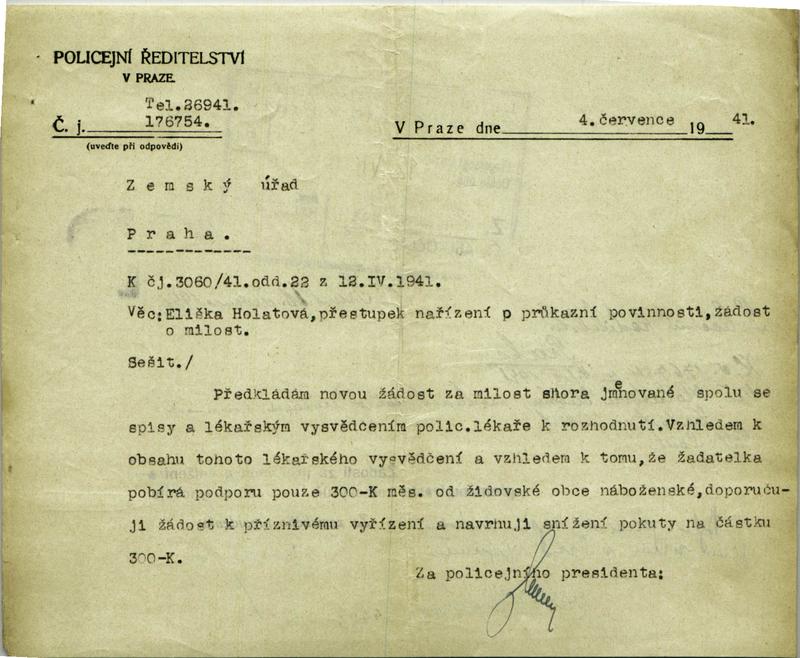 POLICEJNÍ ŘEDITELSTVÍ
V PRAZE.
Tel.26941.
Č. j. 176754.
(uveďte při odpovědi)
V Praze dne 4. července 19 41.
Zemský úřad
Praha.
K čj.3060/41.odd.22 z 12.IV.1941.
Věc:Eliška Holatová,přestupek nařízení p průkazní povinnosti,žádost
o milost.
Sešit./
Předkládám novou žádost za milost shora jmenované spolu se
spisy a lékařským vysvědcením polic.lékaře k rozhodnutí.Vzhledem k
obsahu tohoto lékařského vysvědčení a vzhledem k tomu,že žadatelka
pobírá podporu pouze 300-K měs. od židovské obce náboženské,doporuču-
ji žádost k příznivému vyřízení a navrhuji snížení pokuty na částku
300-K.
Za policejního presidenta: